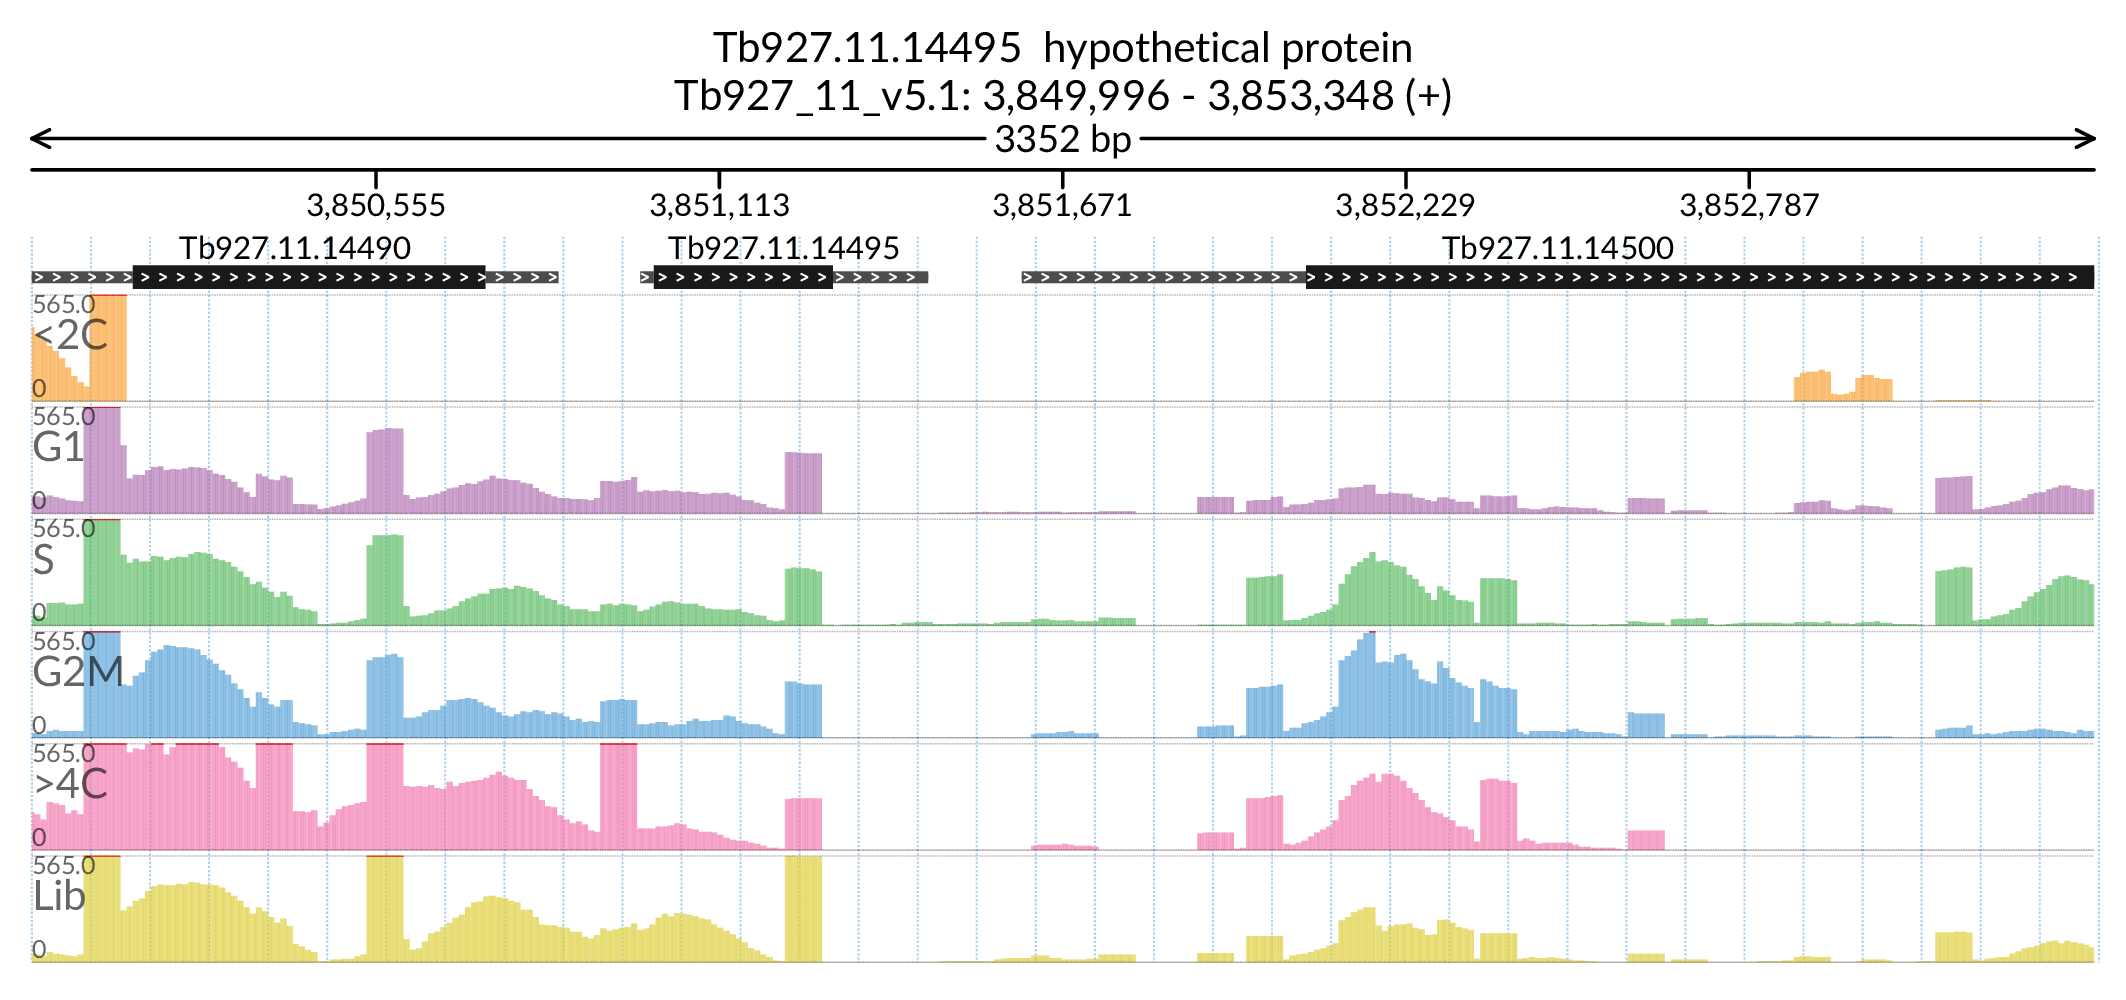 Tb927.11.14495 hypothetical protein
Tb927_11_v5.1: 3,849,996 - 3,853,348 (+)
3352 bp
3,850,555 3,851,113 3,851,671 3,852,229 3,852,787
Tb927.11.14490 Tb927.11.14495 Tb927.11.14500
565.0
<2C
0
565.0
G1
0
565.0
S
0
565.0
G2M
0
565.0
>4C
0
565.0
Lib
0